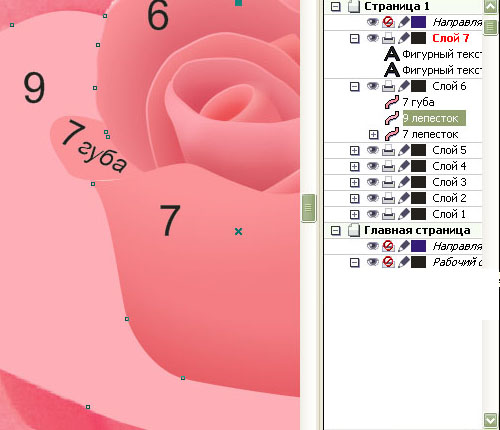 6
9
7 губа
7
Страница 1
Направля
Слой 7
Фигурный текст
Фигурный текст
Слой 6
7 губа
9 лепесток
7 лепесток
Слой 5
Слой 4
Слой 3
Слой 2
Слой 1
Главная страница
Направля
Рабочий с